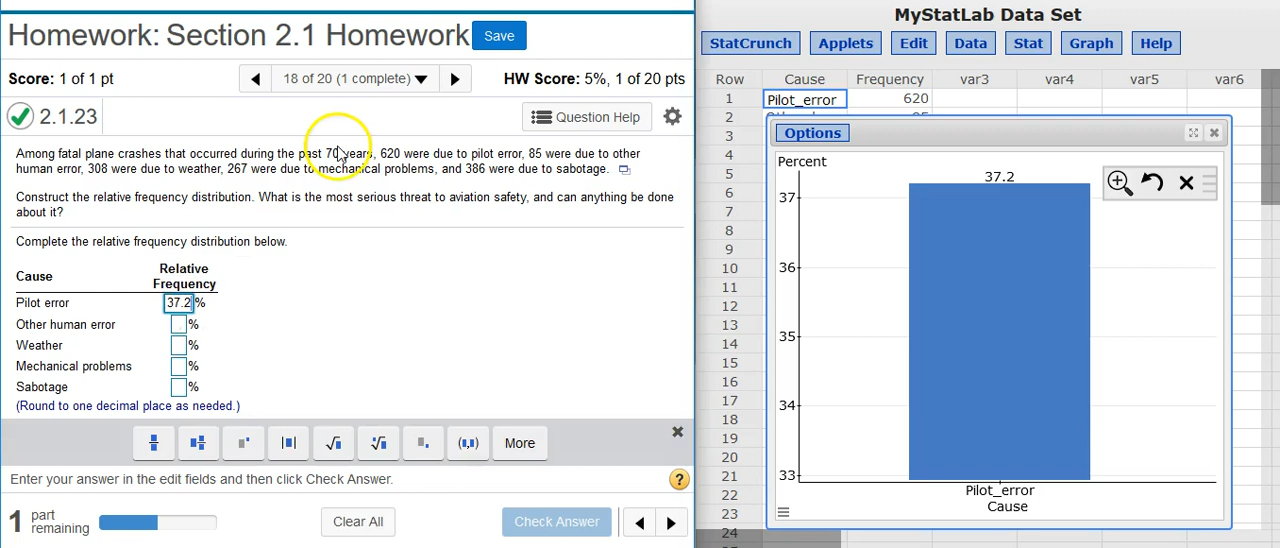 Homework: Section 2.1 Homework
Save
Score: 1 of 1 pt
18 of 20 (1 complete)
HW Score: 5%, 1 of 20 pts
2.1.23
Question Help
Among fatal plane crashes that occurred during the past 70 years, 620 were due to pilot error, 85 were due to other
human error, 308 were due to weather, 267 were due to mechanical problems, and 386 were due to sabotage.
Construct the relative frequency distribution. What is the most serious threat to aviation safety, and can anything be done
about it?
Complete the relative frequency distribution below.
Cause
Relative
Frequency
Pilot error 37.2 %
Other human error %
Weather %
Mechanical problems %
Sabotage %
(Round to one decimal place as needed.)
More
Enter your answer in the edit fields and then click Check Answer.
?
1 part
remaining
Clear All
Check Answer
MyStatLab Data Set
StatCrunch Applets Edit Data Stat Graph Help
Row Cause Frequency var3 var4 var5 var6
1 Pilot_error 620
2
3
4
5
6
7
8
9
10
11
12
13
14
15
16
17
18
19
20
21
22
23
24
Options
Percent
37.2
37
36
35
34
33
Pilot_error
Cause